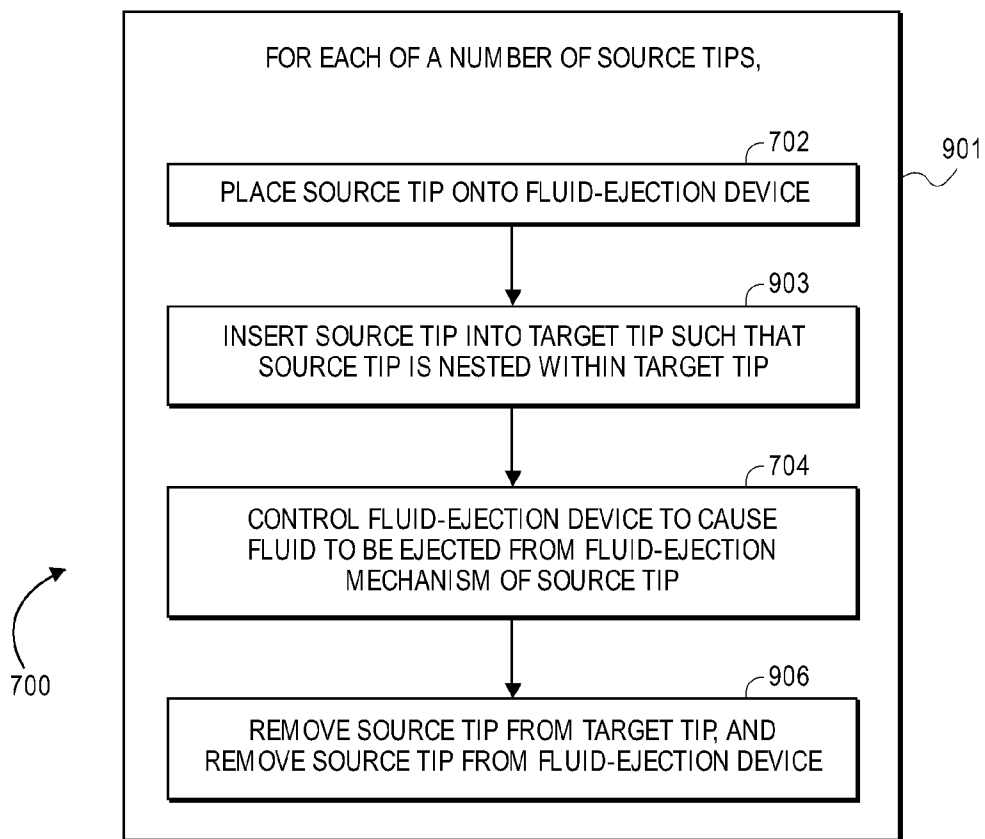 FOR EACH OF A NUMBER OF SOURCE TIPS,
702
901
PLACE SOURCE TIP ONTO FLUID-EJECTION DEVICE
903
INSERT SOURCE TIP INTO TARGET TIP SUCH THAT
SOURCE TIP IS NESTED WITHIN TARGET TIP
704
CONTROL FLUID-EJECTION DEVICE TO CAUSE
FLUID TO BE EJECTED FROM FLUID-EJECTION
MECHANISM OF SOURCE TIP
700
906
REMOVE SOURCE TIP FROM TARGET TIP, AND
REMOVE SOURCE TIP FROM FLUID-EJECTION DEVICE